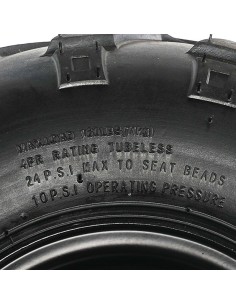 4PR RATING TUBELESS
24 P.S.I. MAX TO SEAT BEADS
10 P.S.I OPERATING PRESSURE